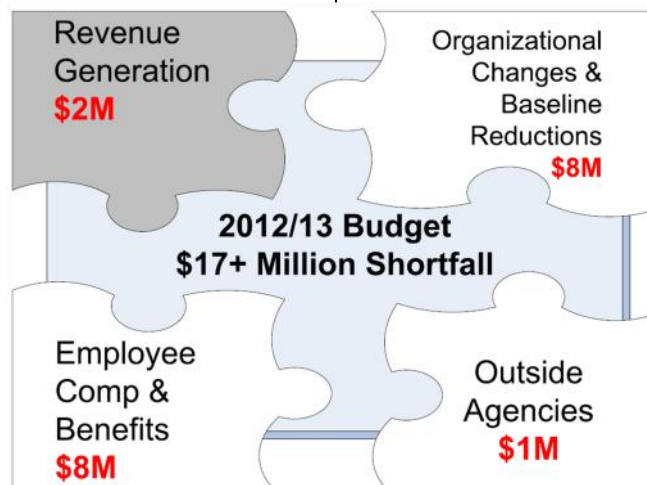 Revenue
Generation
$2M
Organizational
Changes &
Baseline
Reductions
$8M
2012/13 Budget
$17+ Million Shortfall
Employee
Comp &
Benefits
$8M
Outside
Agencies
$1M